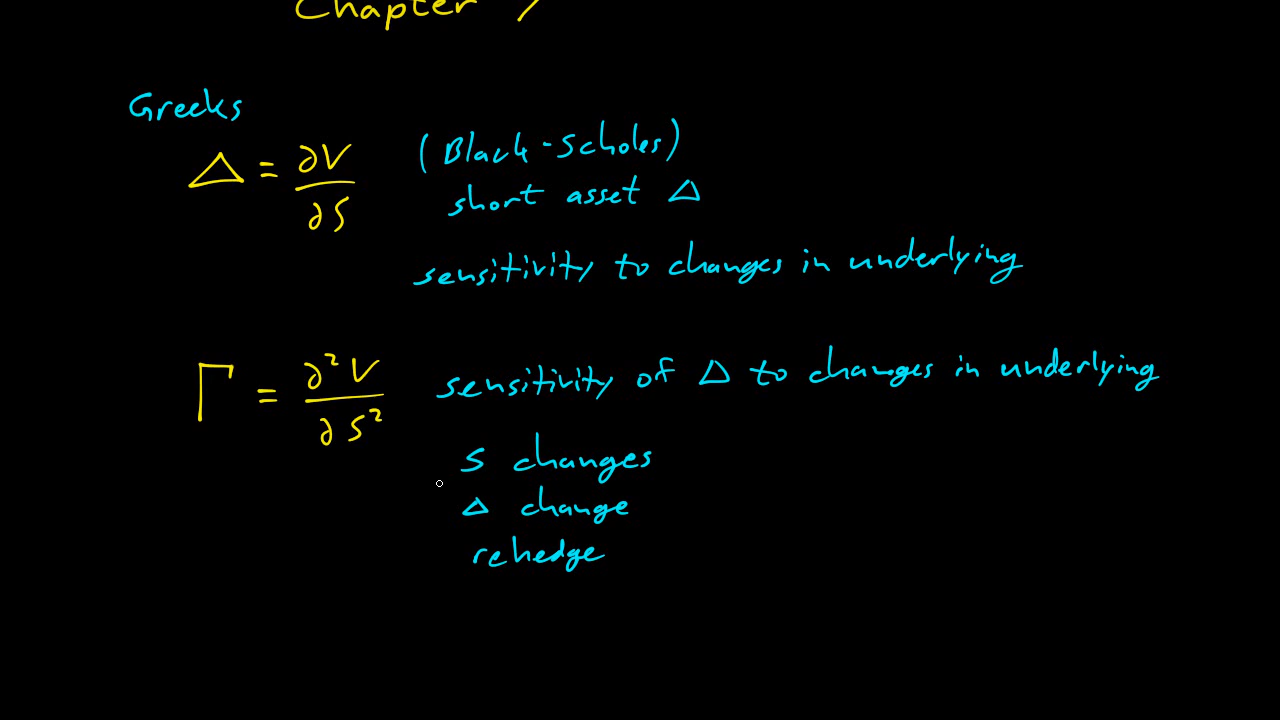 Chapter 7
Greeks
Δ = ∂V/∂S (Black-Scholes)
short asset Δ
sensitivity to changes in underlying
Γ = ∂²V/∂S² sensitivity of Δ to changes in underlying
S changes
Δ change
rehedge